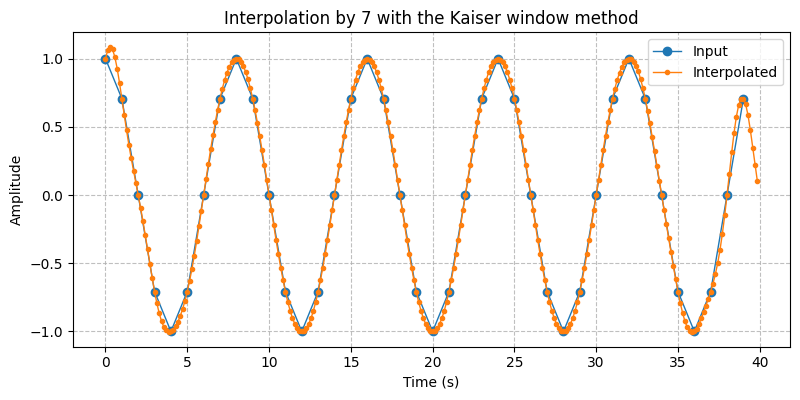 Interpolation by 7 with the Kaiser window method
Input
Interpolated
Amplitude
1.0
0.5
0.0
−0.5
−1.0
0 5 10 15 20 25 30 35 40
Time (s)